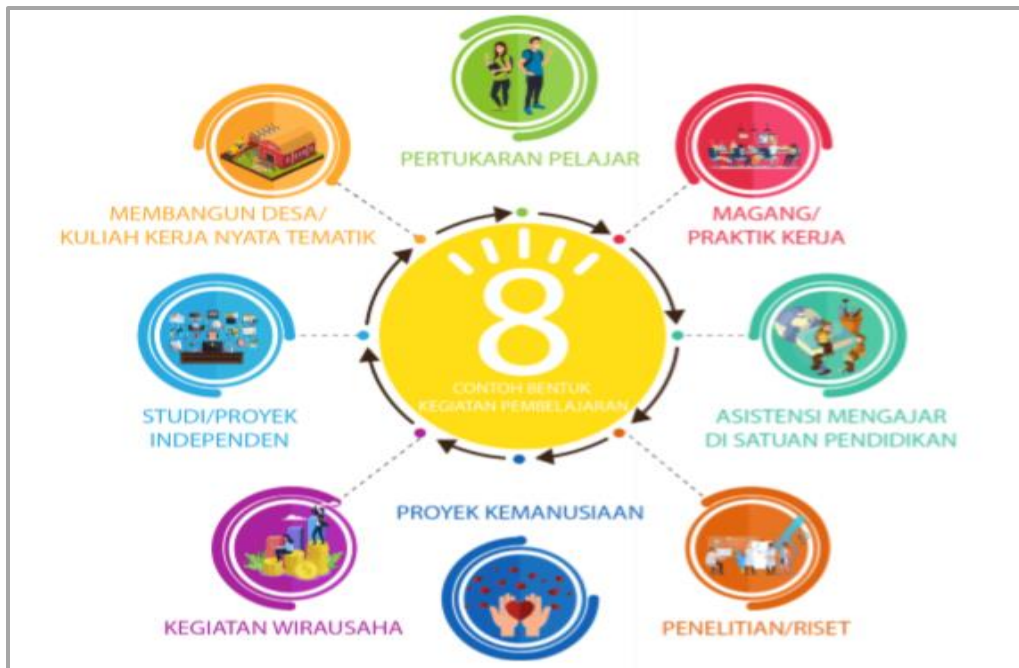 PERTUKARAN PELAJAR
MAGANG/
PRAKTIK KERJA
ASISTENSI MENGAJAR
DI SATUAN PENDIDIKAN
PENELITIAN/RISET
PROYEK KEMANUSIAAN
KEGIATAN WIRAUSAHA
STUDI/PROYEK
INDEPENDEN
MEMBANGUN DESA/
KULIAH KERJA NYATA TEMATIK
8
CONTOH BENTUK
KEGIATAN PEMBELAJARAN